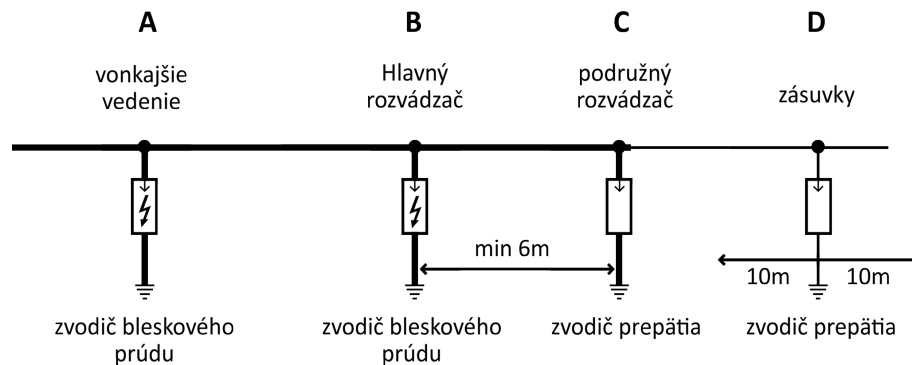 A
B
C
D
vonkajšie
vedenie
Hlavný
rozvádzač
podružný
rozvádzač
zásuvky
min 6m
10m
10m
zvodič bleskového
prúdu
zvodič bleskového
prúdu
zvodič prepätia
zvodič prepätia